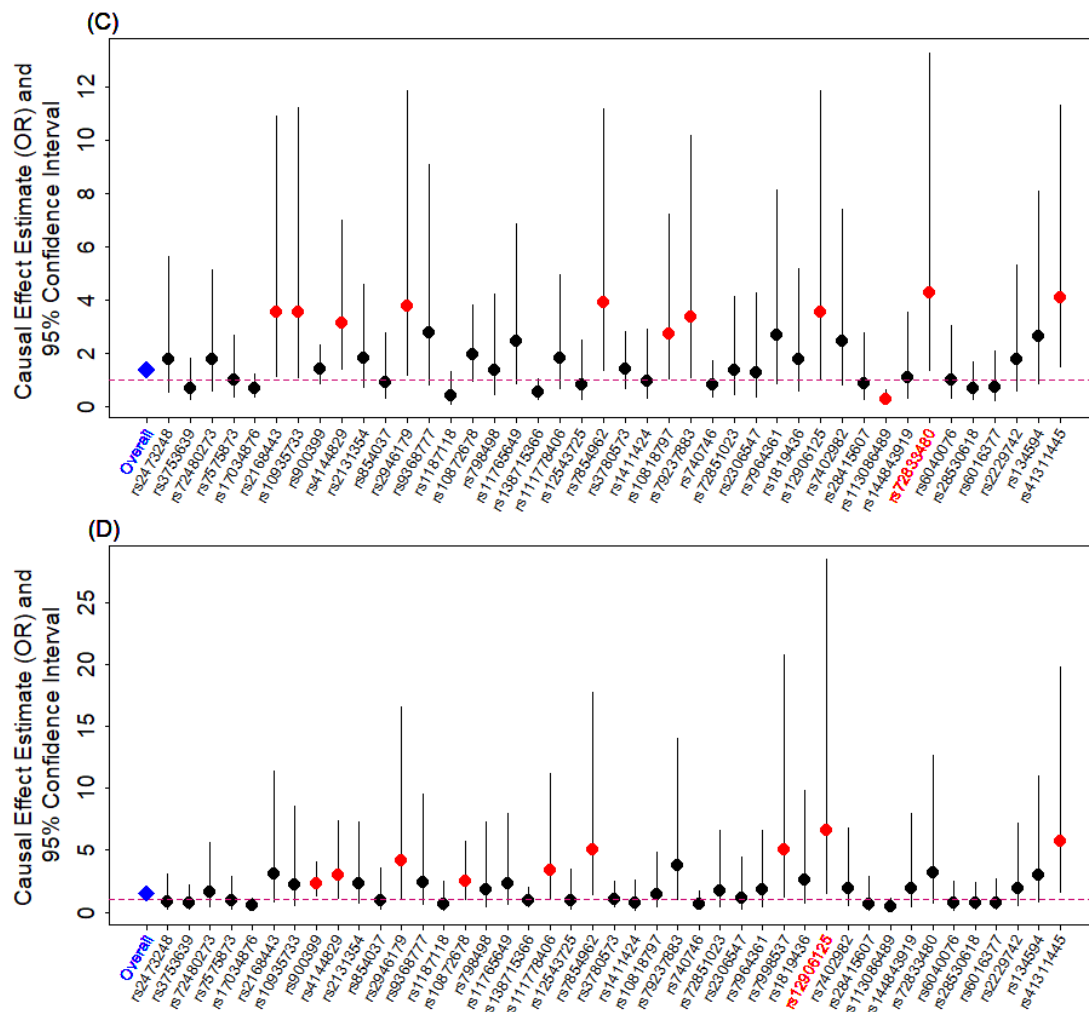 (C)
Causal Effect Estimate (OR) and
95% Confidence Interval
12
10
8
6
4
2
0
Overall
rs2473248
rs3753639
rs72480273
rs7575873
rs17034876
rs2168443
rs10935733
rs900399
rs4144829
rs2131354
rs854037
rs2946179
rs9368777
rs1187118
rs10872678
rs798498
rs11765649
rs138715366
rs111778406
rs12543725
rs7854962
rs3780573
rs1411424
rs10818797
rs79237883
rs740746
rs72851023
rs2306547
rs7964361
rs1819436
rs12906125
rs7402982
rs28415607
rs113086489
rs144843919
rs72833480
rs6040076
rs28530618
rs6016377
rs2229742
rs134594
rs41311445
(D)
Causal Effect Estimate (OR) and
95% Confidence Interval
25
20
15
10
5
0
Overall
rs2473248
rs3753639
rs72480273
rs7575873
rs17034876
rs2168443
rs10935733
rs900399
rs4144829
rs2131354
rs854037
rs2946179
rs9368777
rs1187118
rs10872678
rs798498
rs11765649
rs138715366
rs111778406
rs12543725
rs7854962
rs3780573
rs1411424
rs10818797
rs79237883
rs740746
rs72851023
rs2306547
rs7964361
rs7998537
rs1819436
rs12906125
rs7402982
rs28415607
rs113086489
rs144843919
rs72833480
rs6040076
rs28530618
rs6016377
rs2229742
rs134594
rs41311445